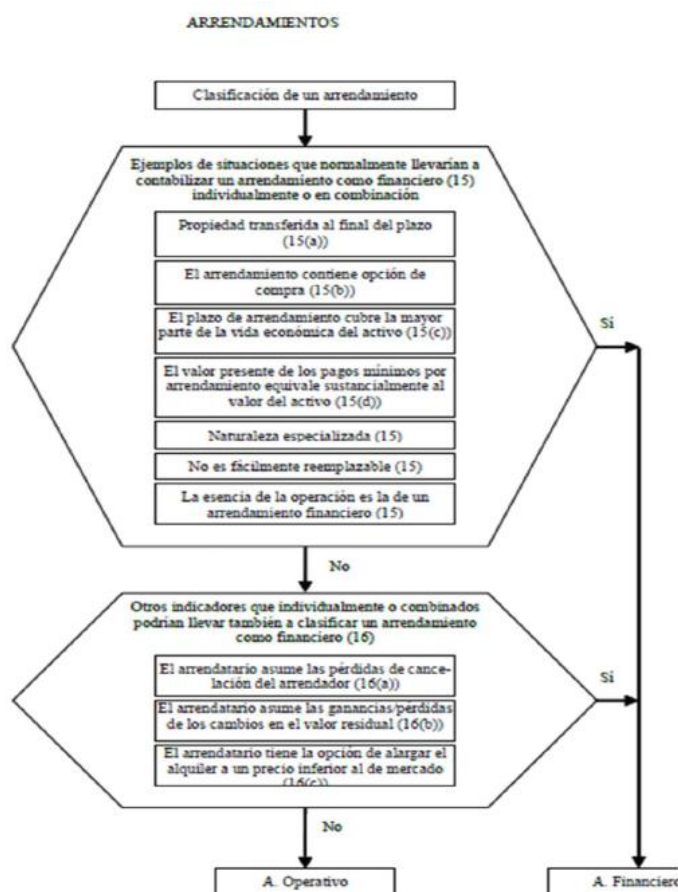 ARRENDAMIENTOS
Clasificación de un arrendamiento
Ejemplos de situaciones que normalmente llevarían a
contabilizar un arrendamiento como financiero (15)
individualmente o en combinación
Propiedad transferida al final del plazo
(15(a))
El arrendamiento contiene opción de
compra (15(b))
El plazo de arrendamiento cubre la mayor
parte de la vida económica del activo (15(c))
El valor presente de los pagos mínimos por
arrendamiento equivale sustancialmente al
valor del activo (15(d))
Naturaleza especializada (15)
No es fácilmente reemplazable (15)
La esencia de la operación es la de un
arrendamiento financiero (15)
Sí
No
Otros indicadores que individualmente o combinados
podrían llevar también a clasificar un arrendamiento
como financiero (16)
El arrendatario asume las pérdidas de cance-
lación del arrendador (16(a))
El arrendatario asume las ganancias/pérdidas
de los cambios en el valor residual (16(b))
El arrendatario tiene la opción de alargar el
alquiler a un precio inferior al de mercado
(16(c))
Sí
No
A. Operativo
A. Financiero